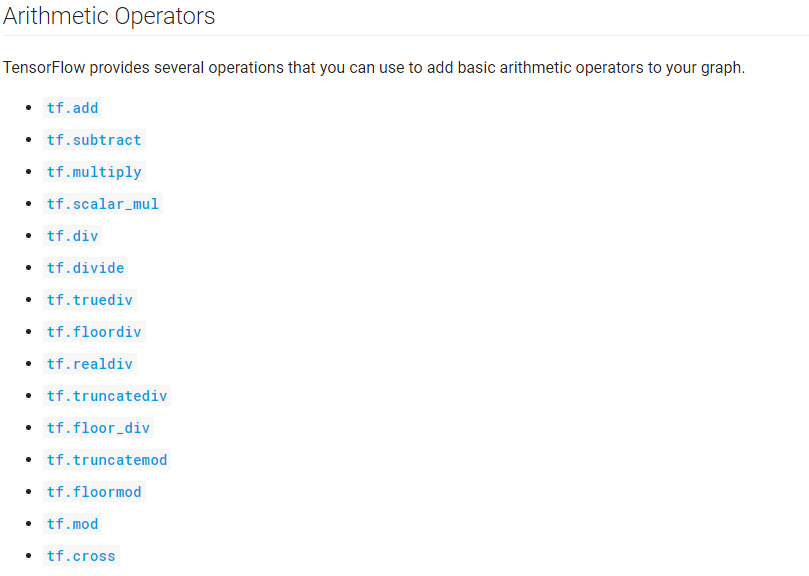 Arithmetic Operators
TensorFlow provides several operations that you can use to add basic arithmetic operators to your graph.
tf.add
tf.subtract
tf.multiply
tf.scalar_mul
tf.div
tf.divide
tf.truediv
tf.floordiv
tf.realdiv
tf.truncatediv
tf.floor_div
tf.truncatemod
tf.floormod
tf.mod
tf.cross